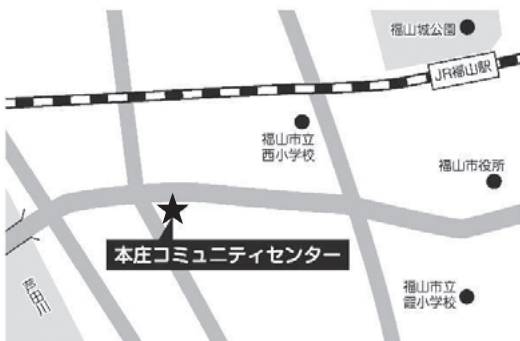 福山城公園
JR福山駅
福山市立
西小学校
福山市役所
本庄コミュニティセンター
芦田川
福山市立
霞小学校